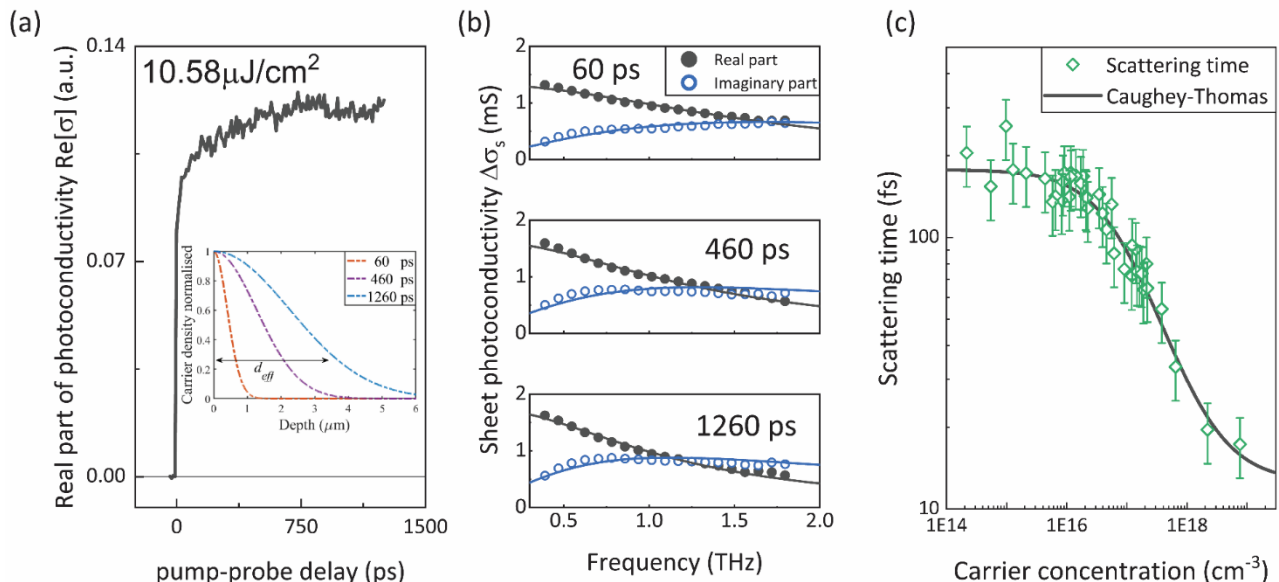 (a)
Real part of photoconductivity Re[σ] (a.u.)
0.14
0.07
0.00
10.58μJ/cm²
Carrier density normalised
1
0.8
0.6
0.4
0.2
0
60 ps
460 ps
1260 ps
d_eff
0 1 2 3 4 5 6
Depth (μm)
0 750 1500
pump-probe delay (ps)
(b)
Sheet photoconductivity Δσ_s (mS)
2
1
0
60 ps
Real part
Imaginary part
2
1
0
460 ps
2
1
0
1260 ps
0.5 1.0 1.5 2.0
Frequency (THz)
(c)
Scattering time (fs)
100
10
Scattering time
Caughey-Thomas
1E14 1E16 1E18
Carrier concentration (cm⁻³)